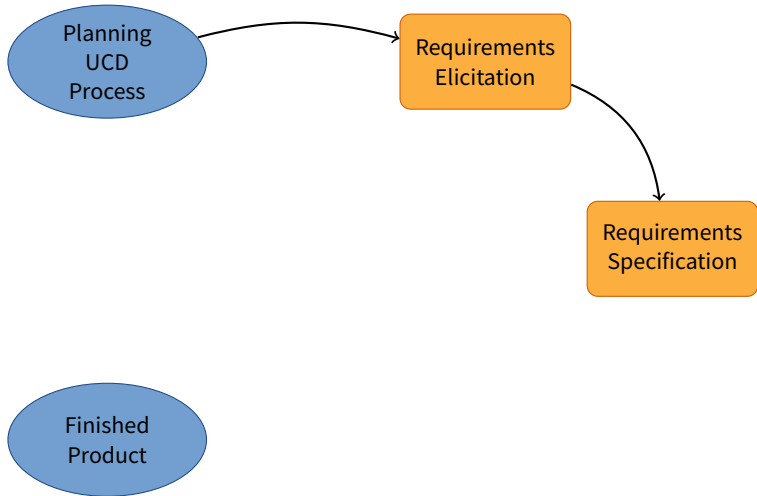 Planning
UCD
Process
Requirements
Elicitation
Requirements
Specification
Finished
Product